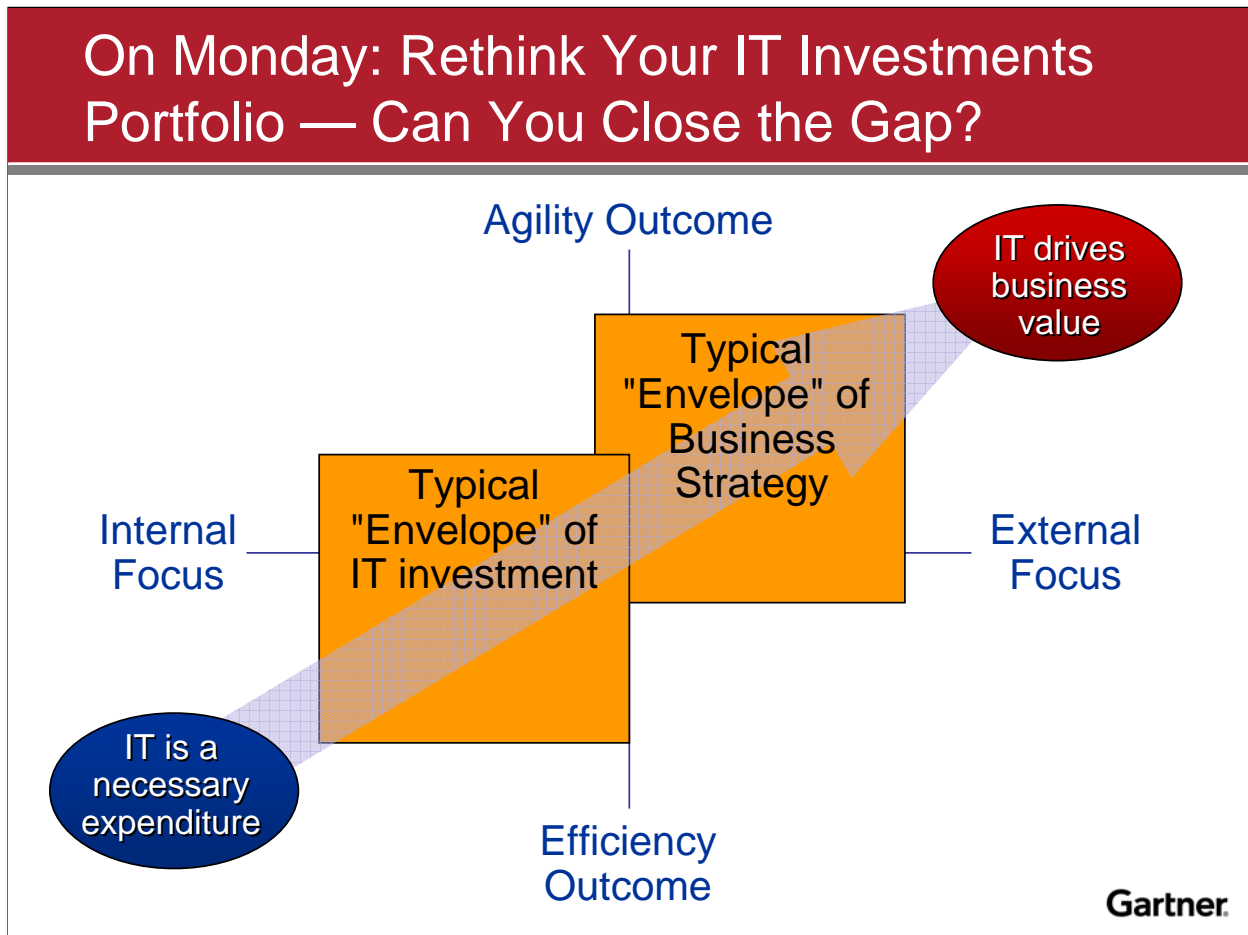 On Monday: Rethink Your IT Investments
Portfolio — Can You Close the Gap?
Agility Outcome
IT drives
business
value
Typical
"Envelope" of
Business
Strategy
Typical
"Envelope" of
IT investment
Internal
Focus
External
Focus
IT is a
necessary
expenditure
Efficiency
Outcome
Gartner.